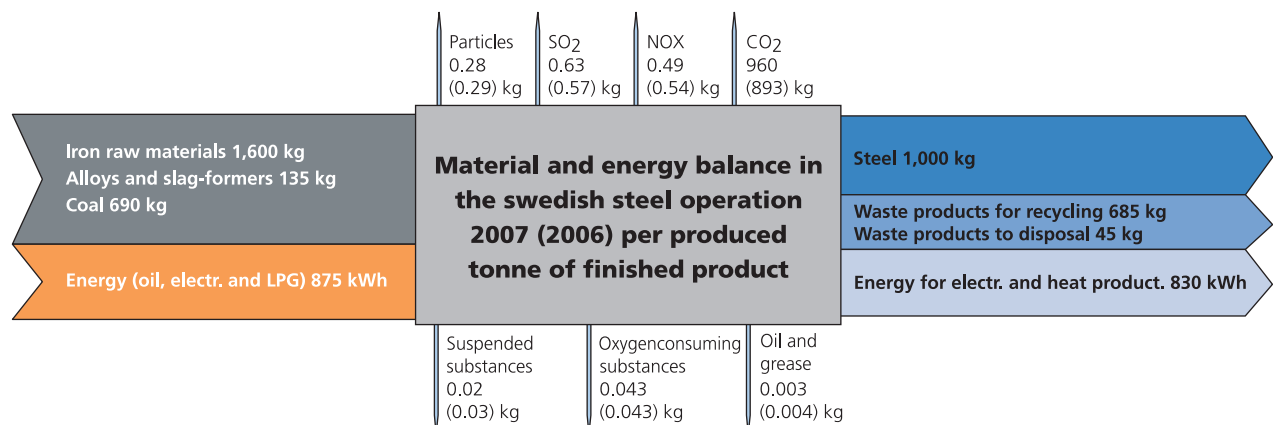 Particles
0.28
(0.29) kg
SO2
0.63
(0.57) kg
NOX
0.49
(0.54) kg
CO2
960
(893) kg
Iron raw materials 1,600 kg
Alloys and slag-formers 135 kg
Coal 690 kg
Energy (oil, electr. and LPG) 875 kWh
Material and energy balance in
the swedish steel operation
2007 (2006) per produced
tonne of finished product
Steel 1,000 kg
Waste products for recycling 685 kg
Waste products to disposal 45 kg
Energy for electr. and heat product. 830 kWh
Suspended
substances
0.02
(0.03) kg
Oxygenconsuming
substances
0.043
(0.043) kg
Oil and
grease
0.003
(0.004) kg